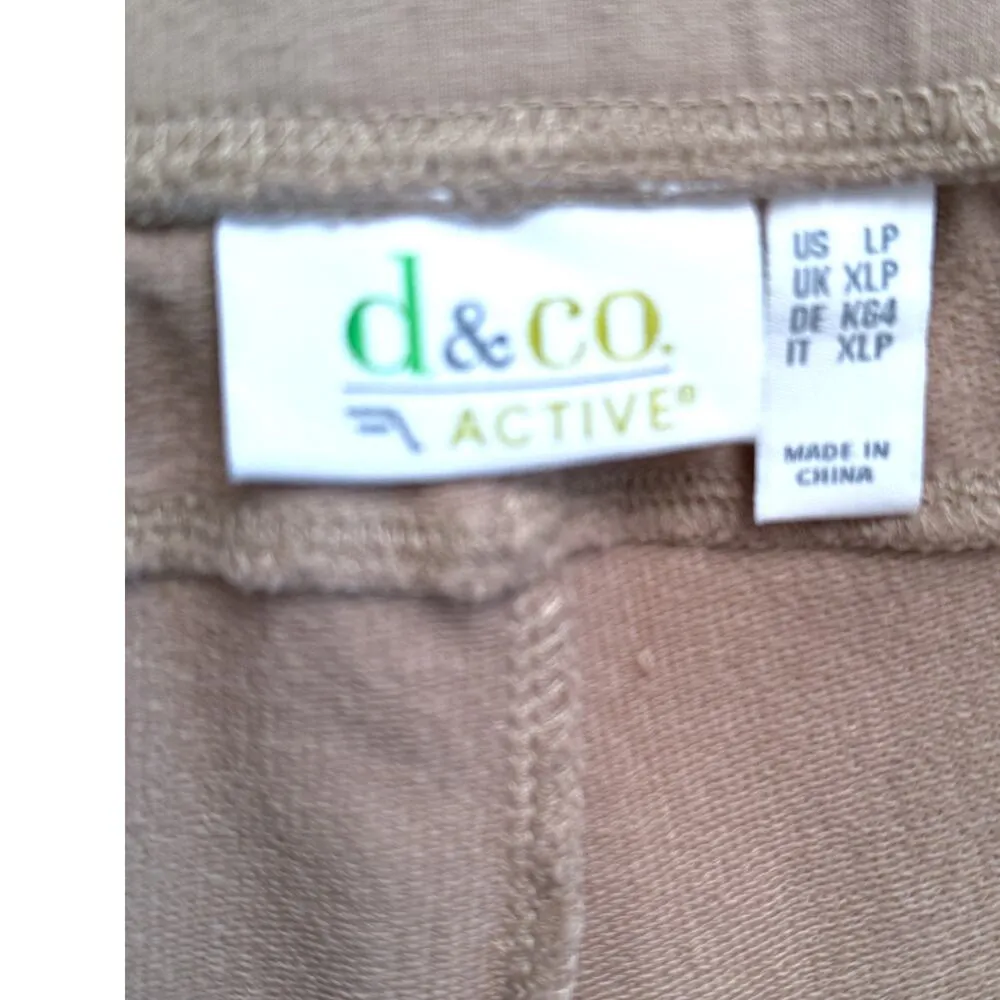 d&co.
ACTIVE®
US LP
UK XLP
DE K64
IT XLP
MADE IN
CHINA